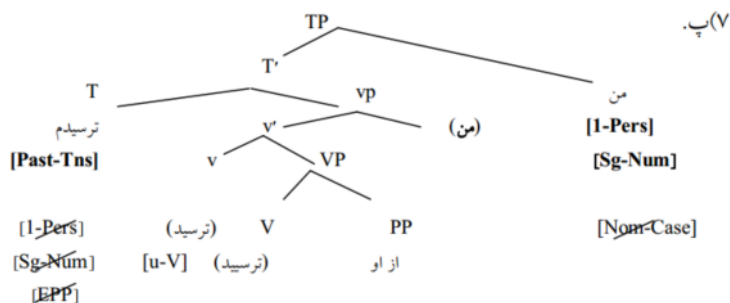 ۷)پ.
TP
T'
T
vp
من
ترسیدم
v'
(من)
[1-Pers]
[Past-Tns]
v
VP
[Sg-Num]
[1-Pers]
(ترسید)
V
PP
[Nom-Case]
[Sg-Num]
[u-V]
(ترسیید)
از او
[EPP]